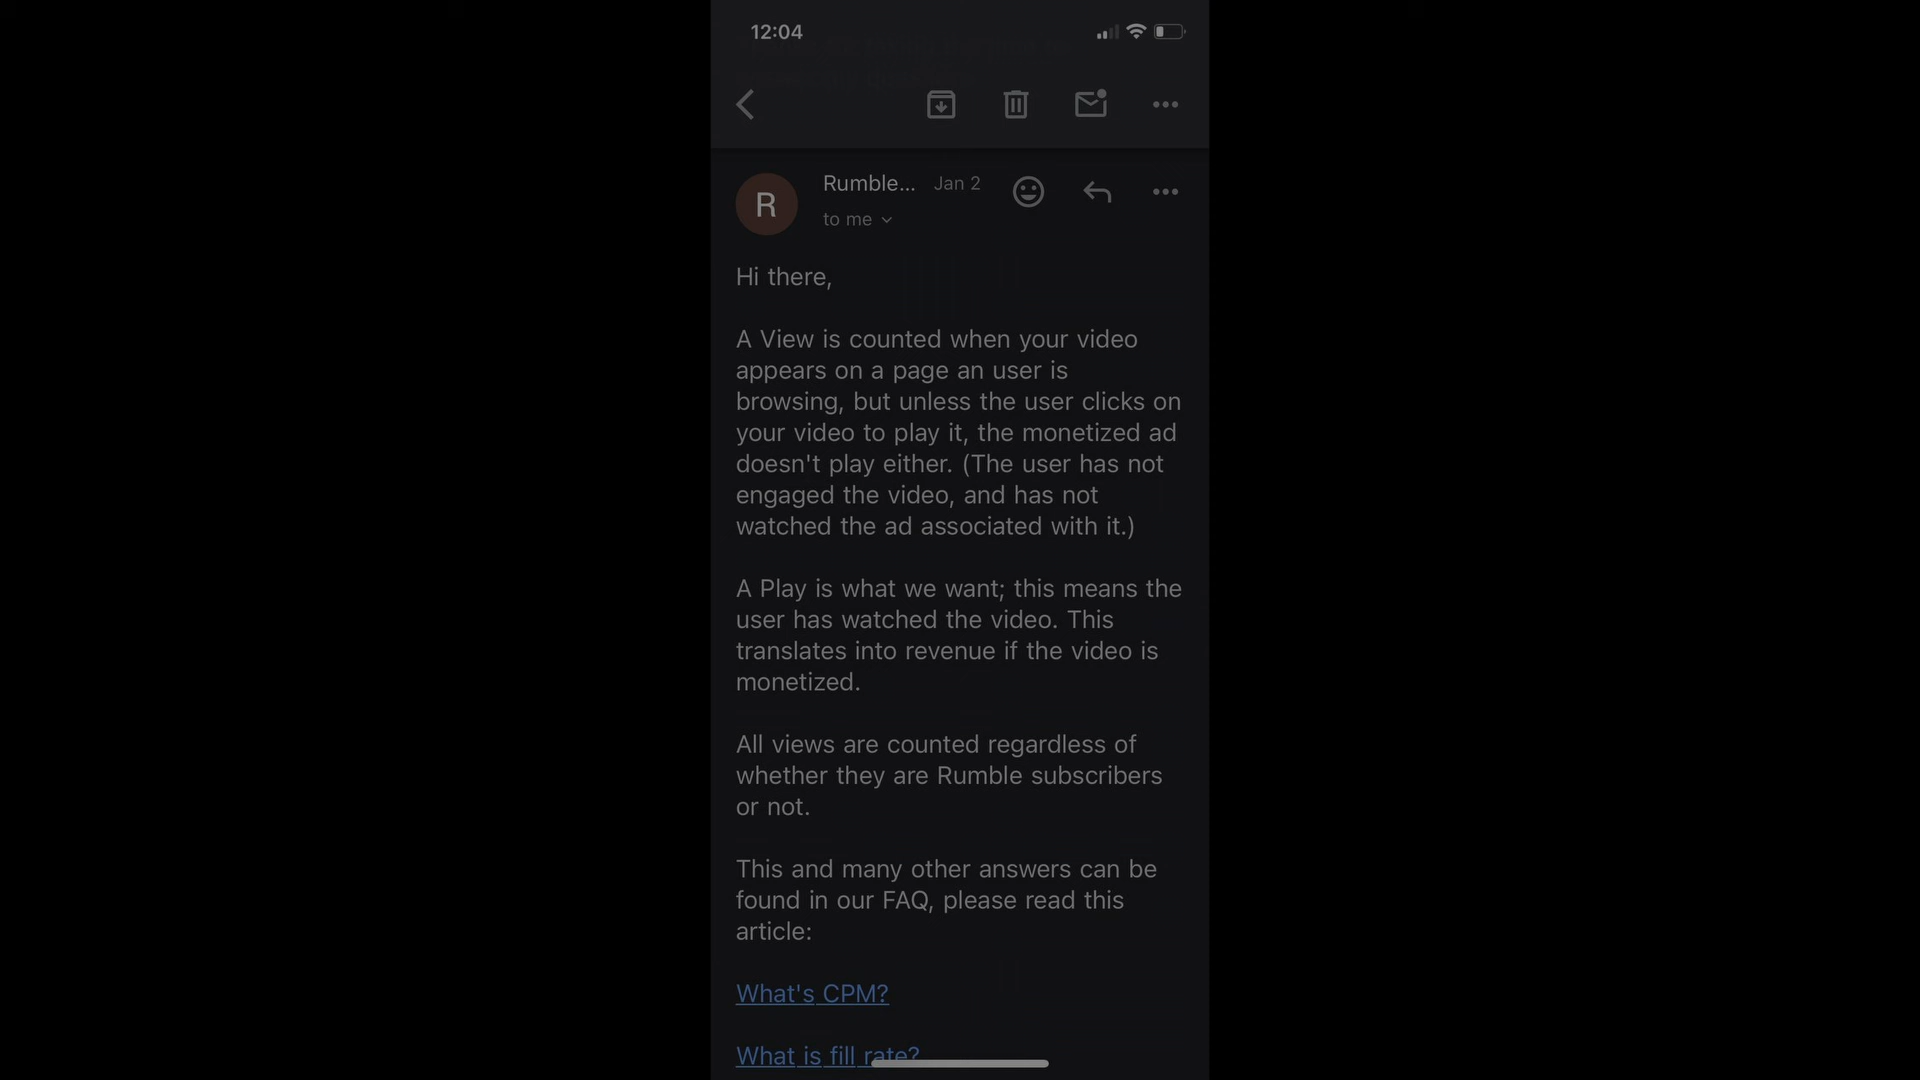 12:04
R
Rumble... Jan 2
to me
Hi there,
A View is counted when your video
appears on a page an user is
browsing, but unless the user clicks on
your video to play it, the monetized ad
doesn't play either. (The user has not
engaged the video, and has not
watched the ad associated with it.)
A Play is what we want; this means the
user has watched the video. This
translates into revenue if the video is
monetized.
All views are counted regardless of
whether they are Rumble subscribers
or not.
This and many other answers can be
found in our FAQ, please read this
article:
What's CPM?
What is fill rate?